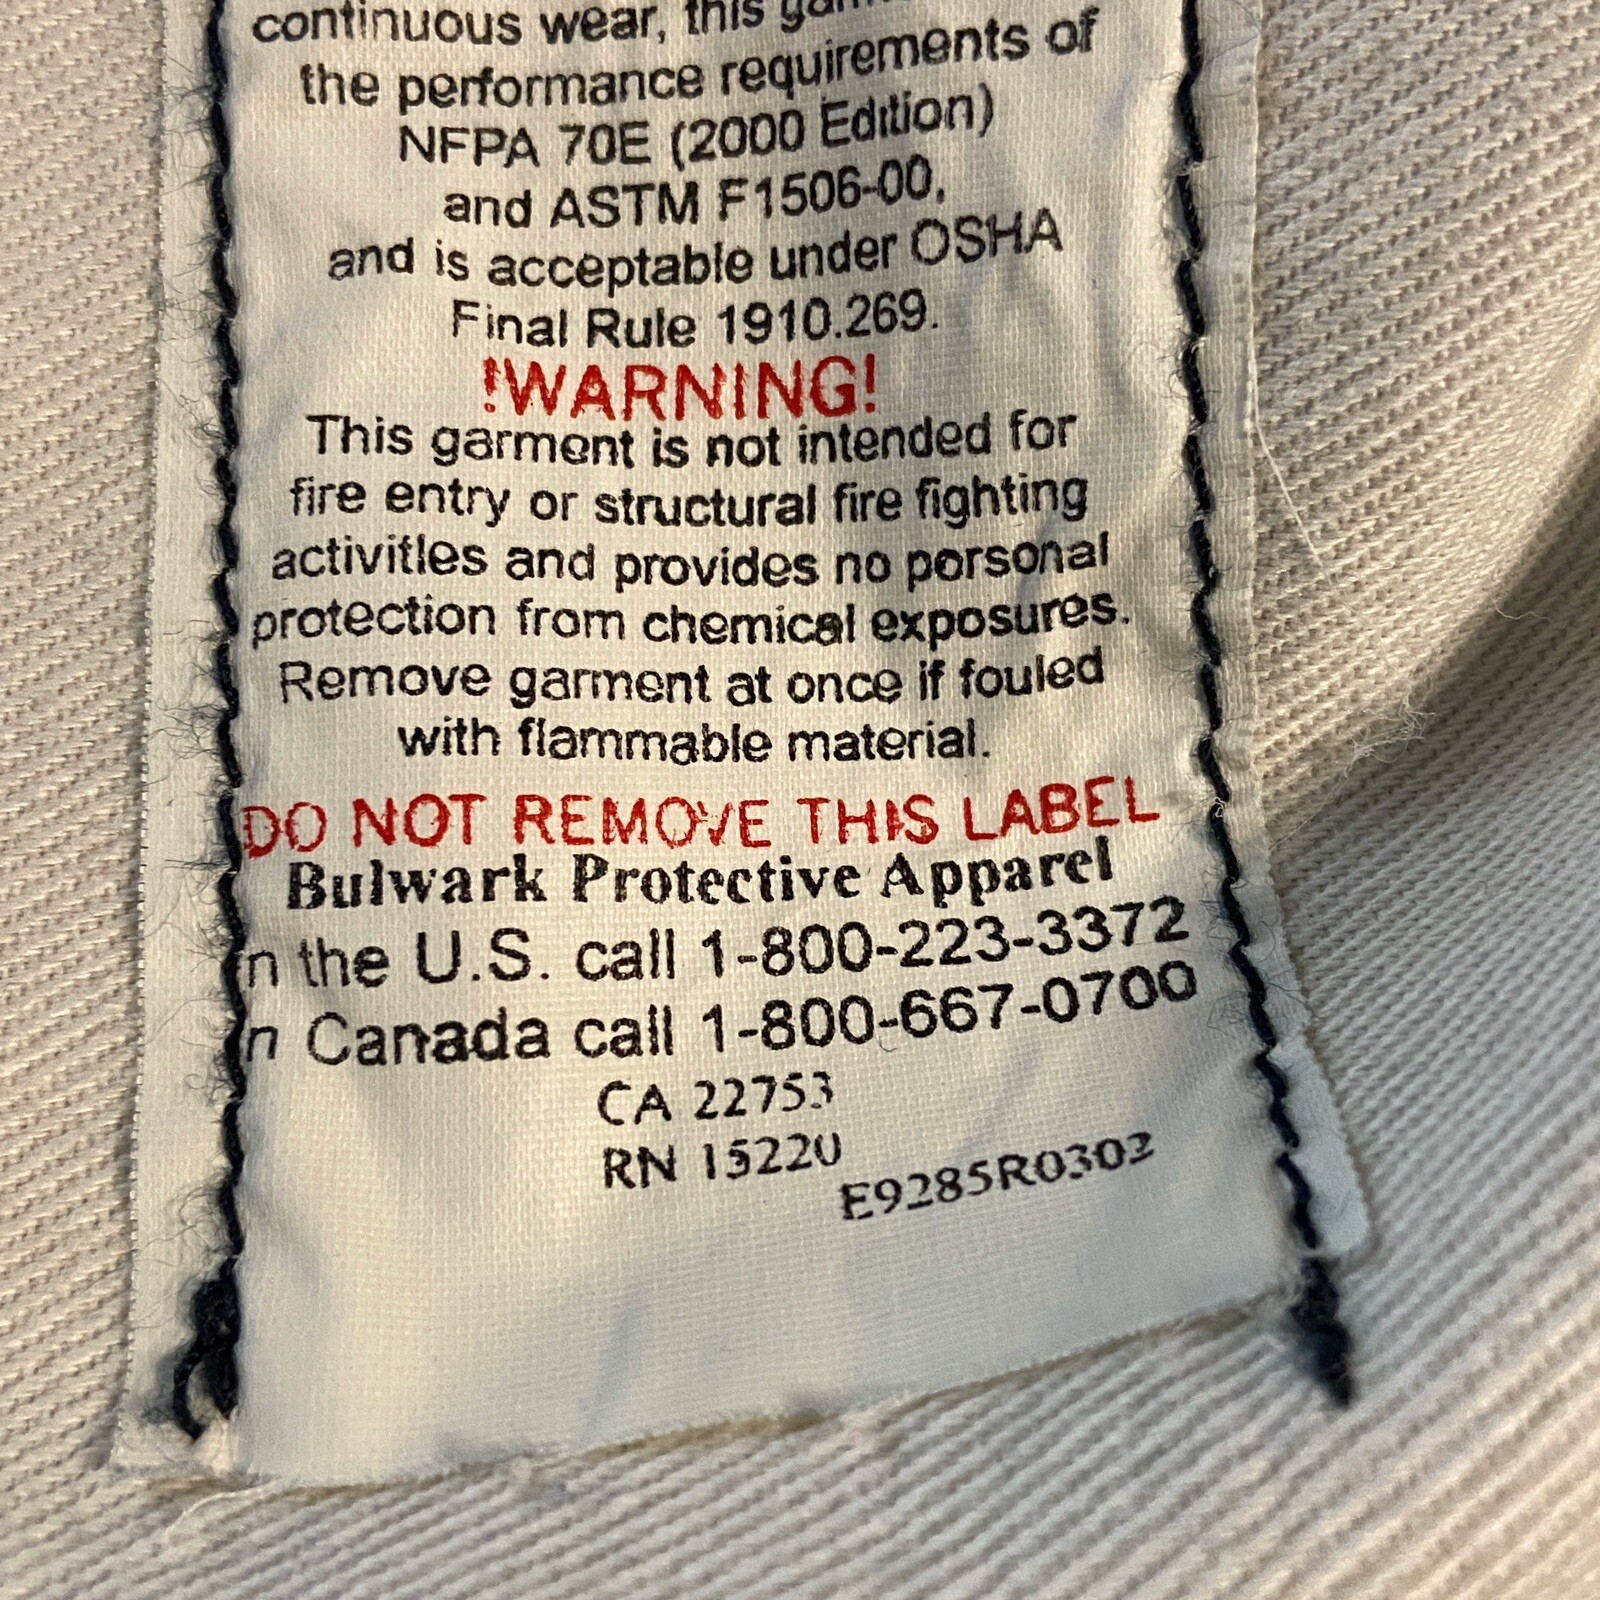 continuous wear, this
the performance requirements of
NFPA 70E (2000 Edition)
and ASTM F1506-00,
and is acceptable under OSHA
Final Rule 1910.269.
!WARNING!
This garment is not intended for
fire entry or structural fire fighting
activities and provides no personal
protection from chemical exposures.
Remove garment at once if fouled
with flammable material.
DO NOT REMOVE THIS LABEL
Bulwark Protective Apparel
n the U.S. call 1-800-223-3372
n Canada call 1-800-667-0700
CA 22753
RN 15220
E9285R0302